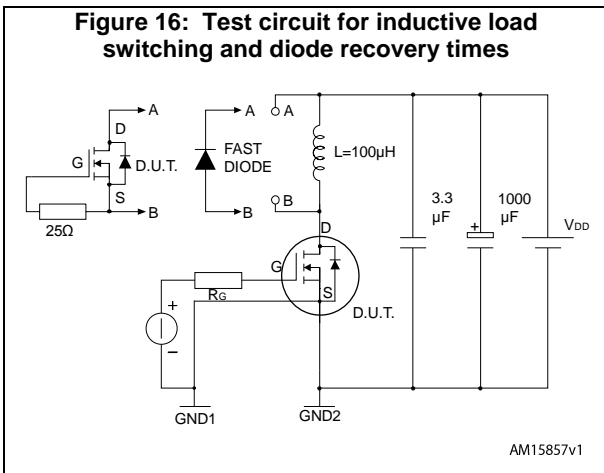 Figure 16: Test circuit for inductive load
switching and diode recovery times
A
D
G
D.U.T.
S
B
25Ω
A
FAST
DIODE
B
A
L=100µH
B
D
G
S
D.U.T.
RG
+
−
GND1
GND2
3.3
µF
+
1000
µF
VDD
AM15857v1